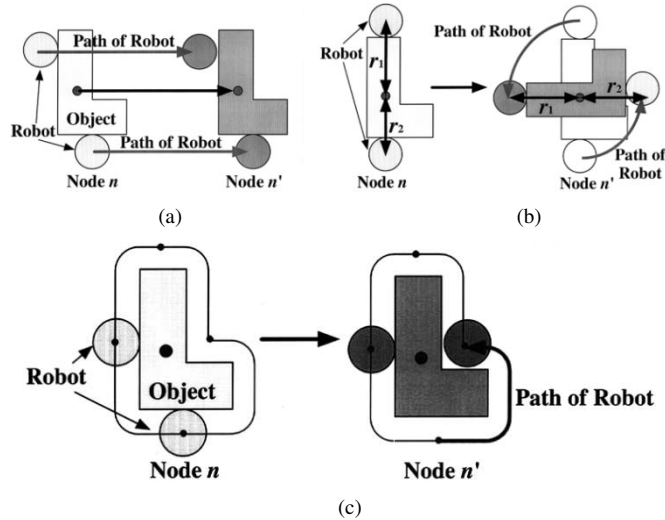 Path of Robot
Robot
Object
Path of Robot
Node n
Node n'
(a)
Robot
r1
r2
Node n
Path of Robot
r2
r1
Path of
Robot
Node n'
(b)
Robot
Object
Node n
Path of Robot
Node n'
(c)